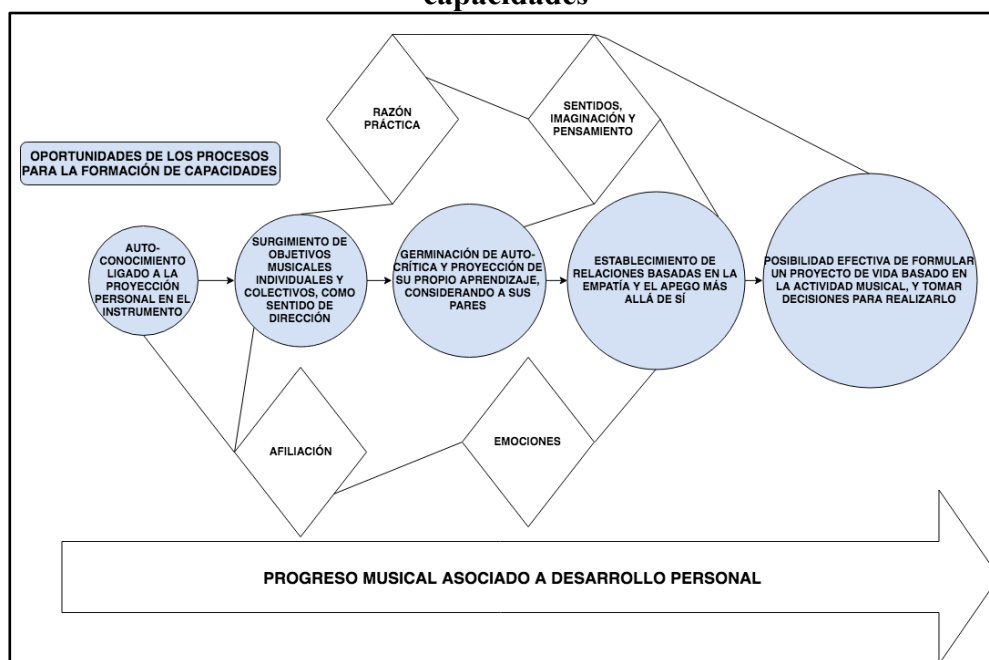 capacidades
RAZÓN
PRÁCTICA
SENTIDOS,
IMAGINACIÓN Y
PENSAMIENTO
OPORTUNIDADES DE LOS PROCESOS
PARA LA FORMACIÓN DE CAPACIDADES
AUTO-
CONOCIMIENTO
LIGADO A LA
PROYECCIÓN
PERSONAL EN EL
INSTRUMENTO
SURGIMIENTO DE
OBJETIVOS
MUSICALES
INDIVIDUALES Y
COLECTIVOS, COMO
SENTIDO DE
DIRECCIÓN
GERMINACIÓN DE AUTO-
CRÍTICA Y PROYECCIÓN DE
SU PROPIO APRENDIZAJE,
CONSIDERANDO A SUS
PARES
ESTABLECIMIENTO DE
RELACIONES BASADAS EN LA
EMPATÍA Y EL APEGO MÁS
ALLÁ DE SÍ
POSIBILIDAD EFECTIVA DE FORMULAR
UN PROYECTO DE VIDA BASADO EN
LA ACTIVIDAD MUSICAL, Y TOMAR
DECISIONES PARA REALIZARLO
AFILIACIÓN
EMOCIONES
PROGRESO MUSICAL ASOCIADO A DESARROLLO PERSONAL